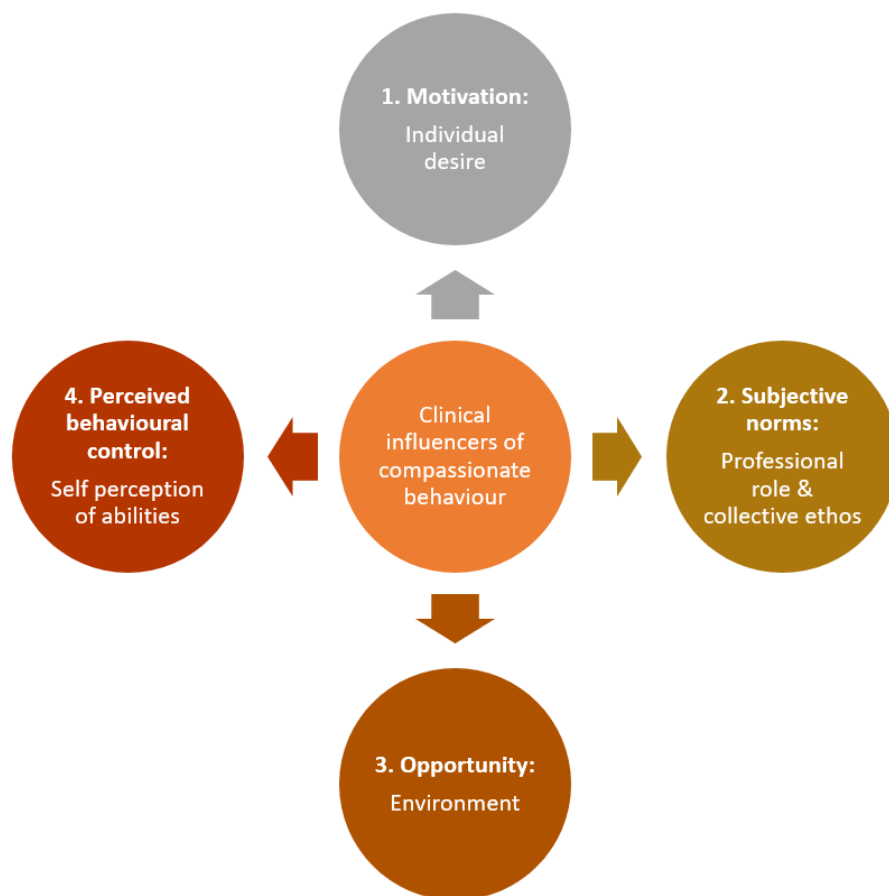 1. Motivation:
Individual
desire
4. Perceived
behavioural
control:
Self perception
of abilities
Clinical
influencers of
compassionate
behaviour
2. Subjective
norms:
Professional
role &
collective ethos
3. Opportunity:
Environment